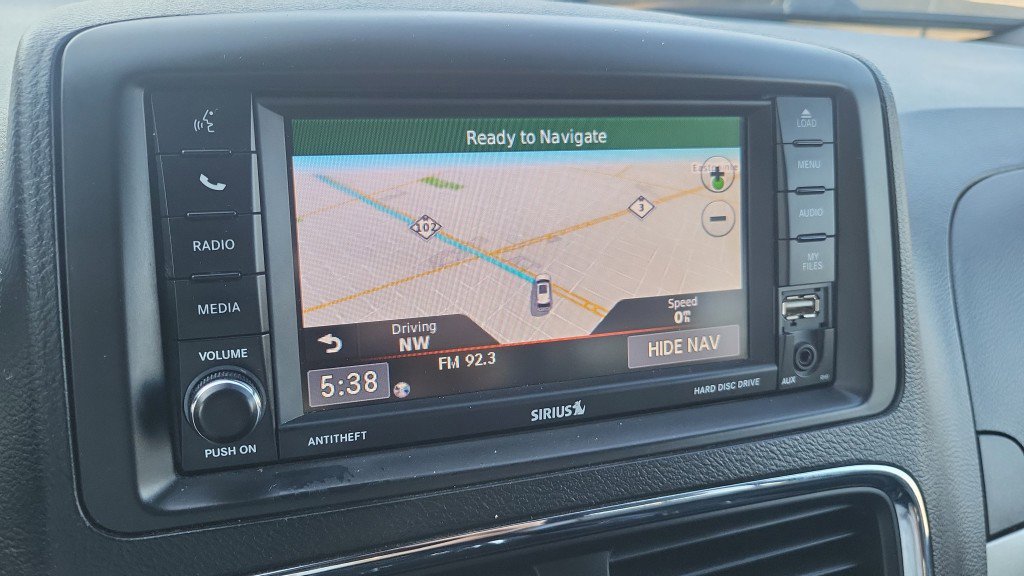 RADIO
MEDIA
VOLUME
PUSH ON
Ready to Navigate
102
3
Driving
NW
Speed
0
5:38
FM 92.3
HIDE NAV
ANTITHEFT
SIRIUS
HARD DISC DRIVE
LOAD
MENU
AUDIO
MY
FILES
AUX